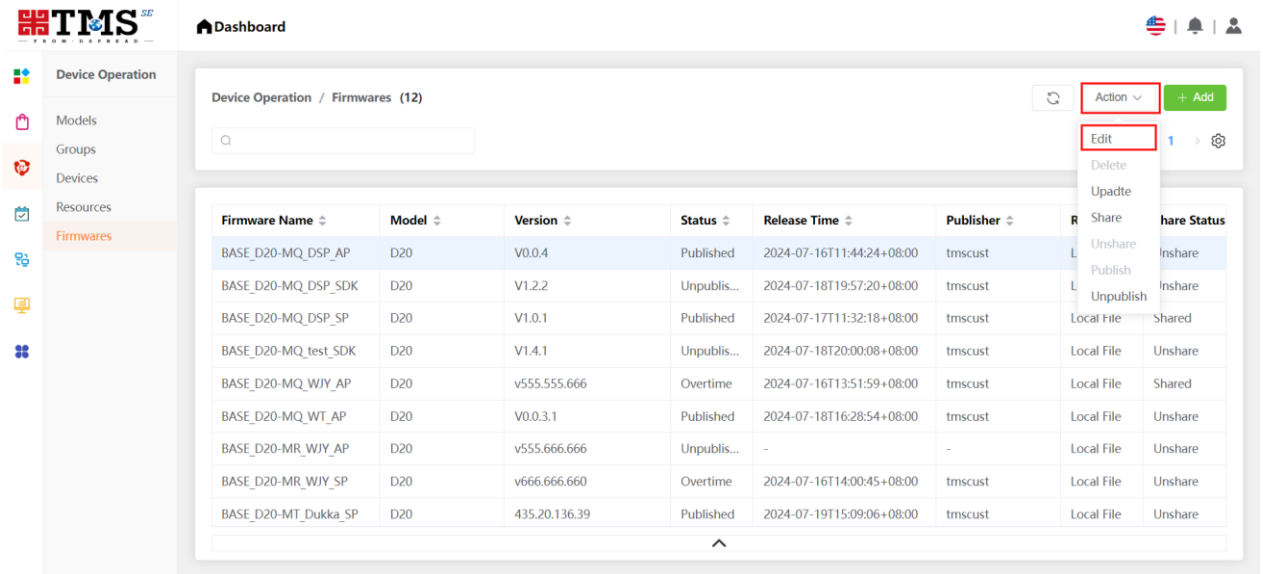 TMS SE
FROM DSPREAD
Dashboard
Device Operation
Models
Groups
Devices
Resources
Firmwares
Device Operation / Firmwares (12)
Action
+ Add
Edit
Delete
Upadte
Share
Unshare
Publish
Unpublish
1
Firmware Name Model Version Status Release Time Publisher R hare Status
BASE_D20-MQ_DSP_AP D20 V0.0.4 Published 2024-07-16T11:44:24+08:00 tmscust L Inshare
BASE_D20-MQ_DSP_SDK D20 V1.2.2 Unpublis... 2024-07-18T19:57:20+08:00 tmscust L Inshare
BASE_D20-MQ_DSP_SP D20 V1.0.1 Published 2024-07-17T11:32:18+08:00 tmscust Local File Shared
BASE_D20-MQ_test_SDK D20 V1.4.1 Unpublis... 2024-07-18T20:00:08+08:00 tmscust Local File Unshare
BASE_D20-MQ_WJY_AP D20 v555.555.666 Overtime 2024-07-16T13:51:59+08:00 tmscust Local File Shared
BASE_D20-MQ_WT_AP D20 V0.0.3.1 Published 2024-07-18T16:28:54+08:00 tmscust Local File Unshare
BASE_D20-MR_WJY_AP D20 v555.666.666 Unpublis... - - Local File Unshare
BASE_D20-MR_WJY_SP D20 v666.666.660 Overtime 2024-07-16T14:00:45+08:00 tmscust Local File Unshare
BASE_D20-MT_Dukka_SP D20 435.20.136.39 Published 2024-07-19T15:09:06+08:00 tmscust Local File Unshare